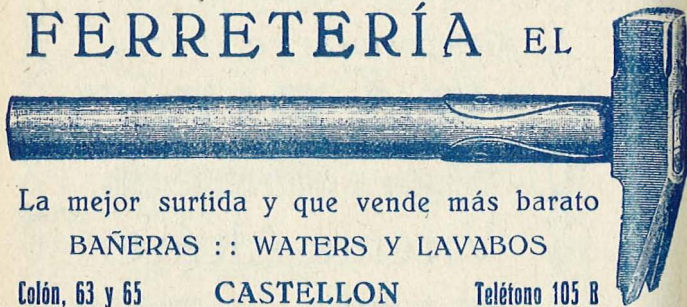 FERRETERÍA EL
La mejor surtida y que vende más barato
BAÑERAS :: WATERS Y LAVABOS
Colón, 63 y 65 CASTELLON Teléfono 105 R